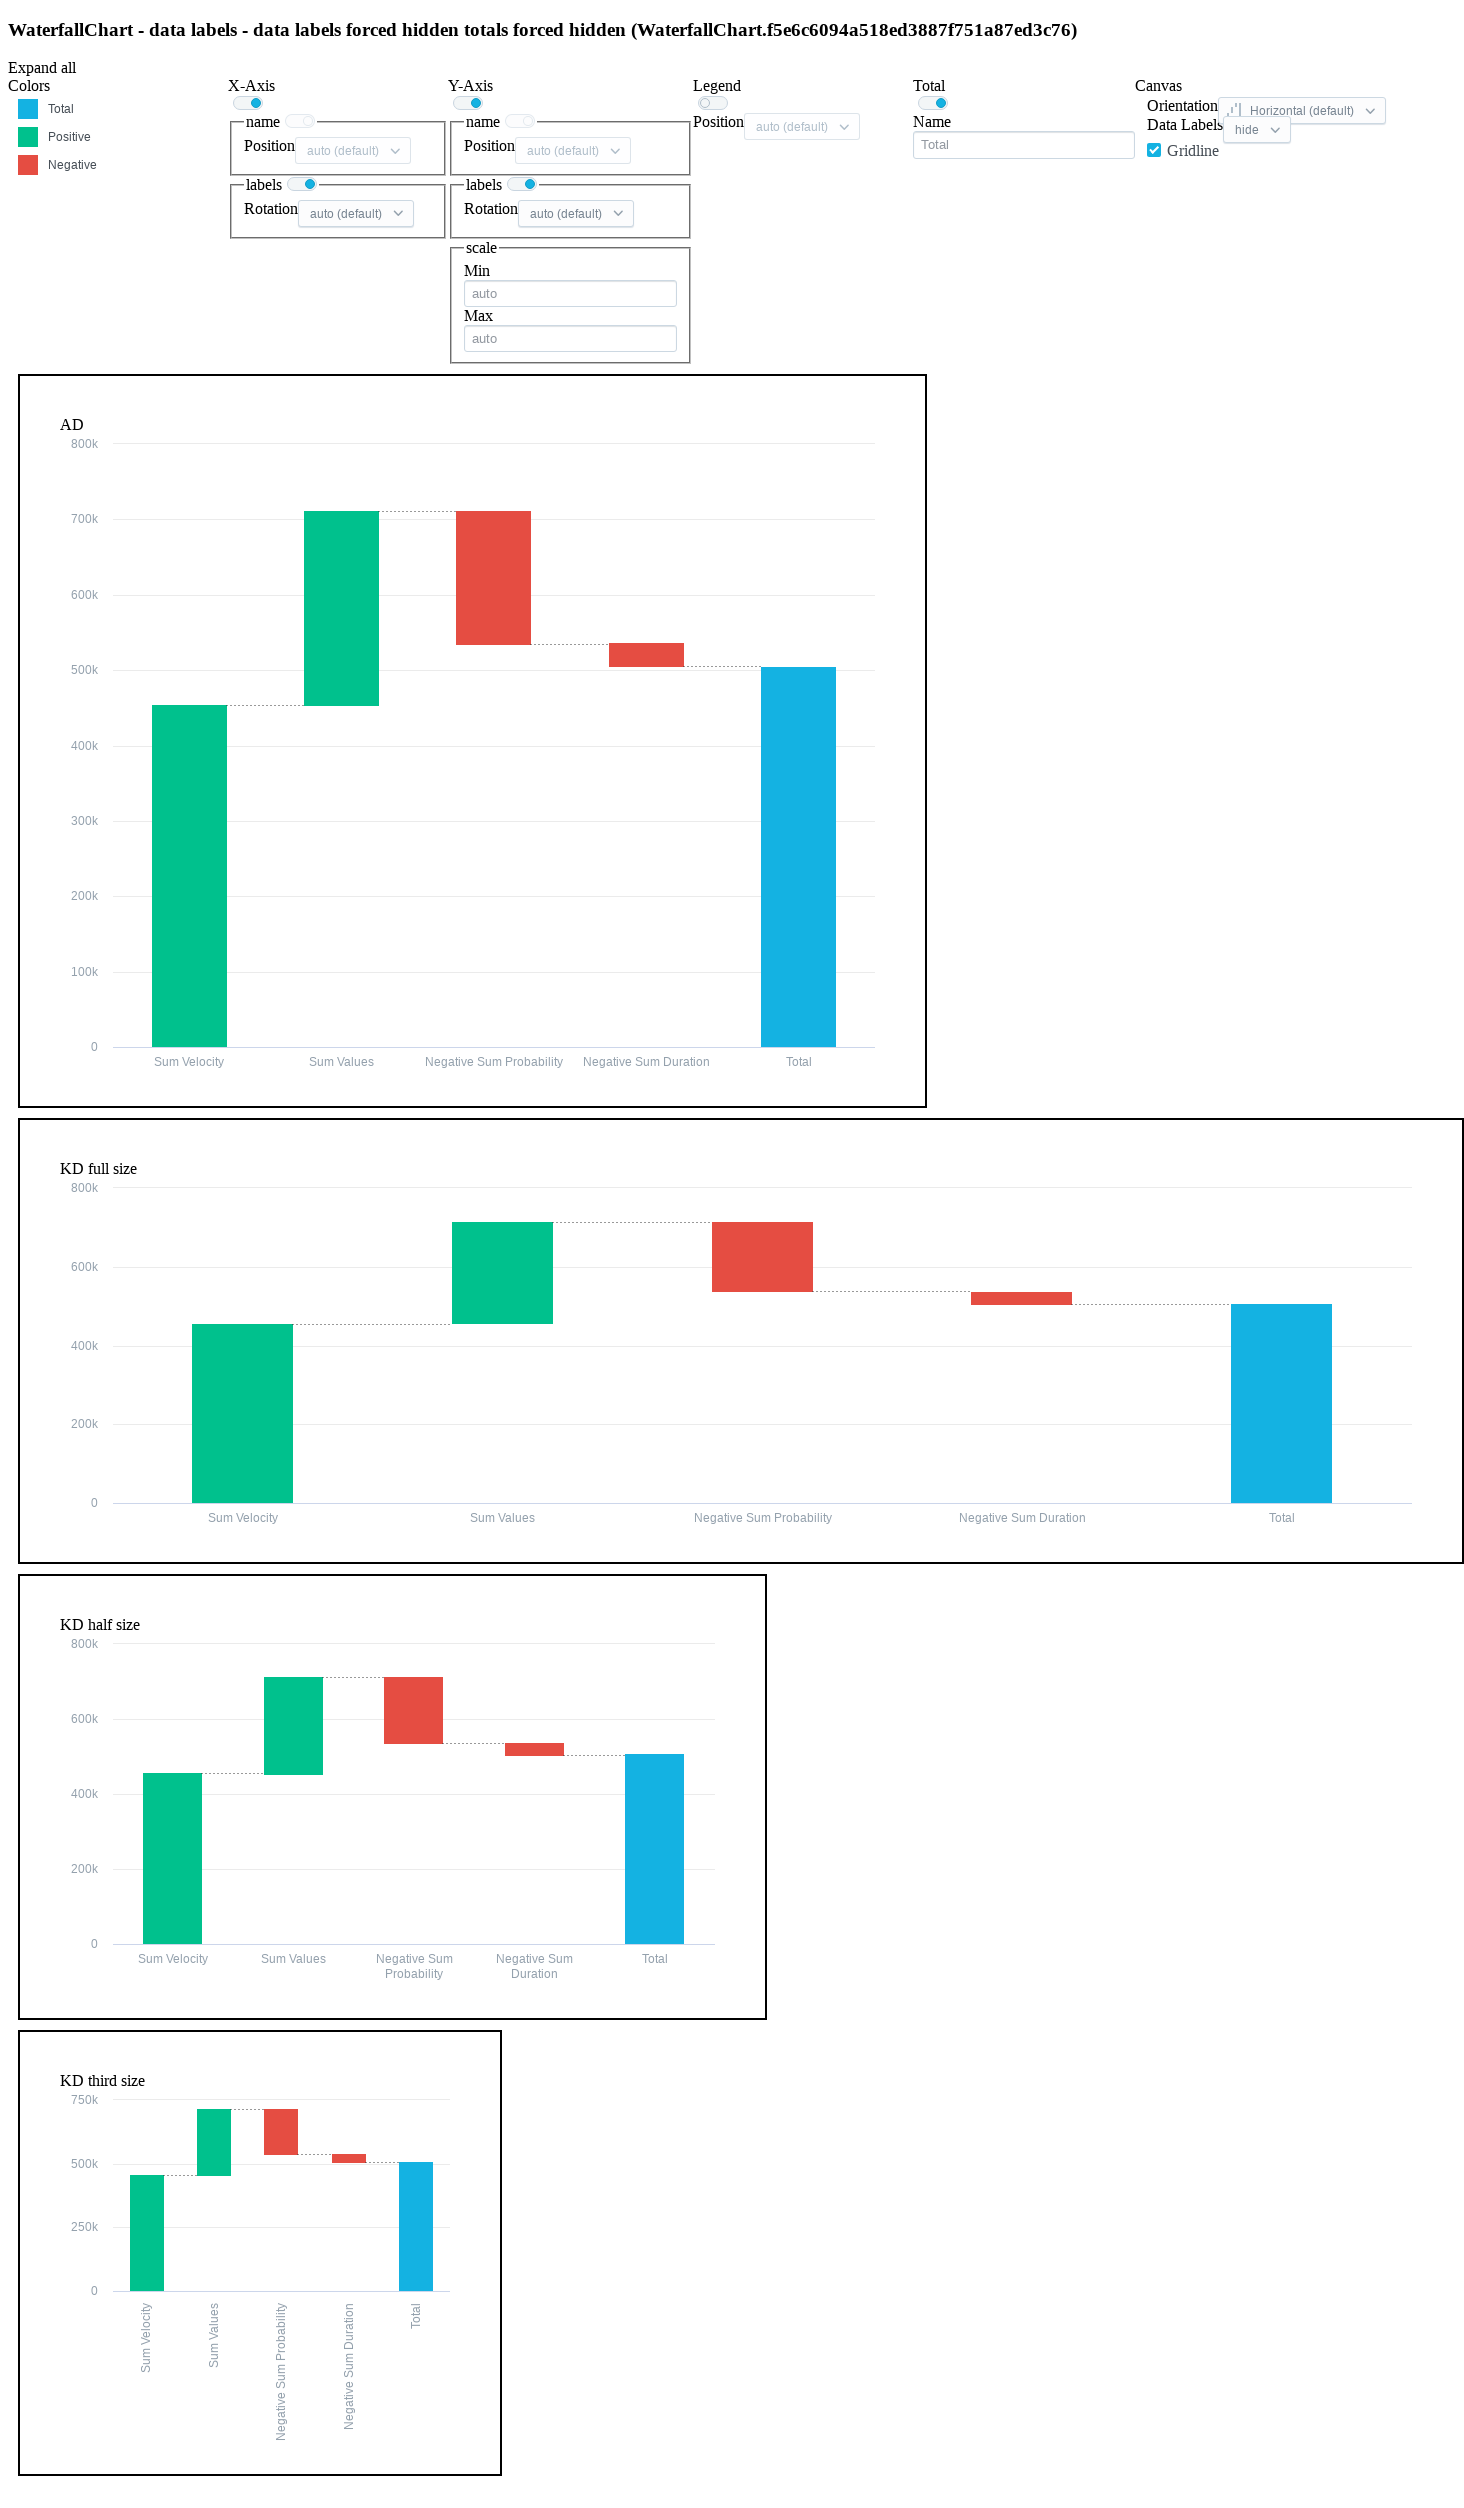 WaterfallChart - data labels - data labels forced hidden totals forced hidden (WaterfallChart.f5e6c6094a518ed3887f751a87ed3c76)
Expand all
Colors
Total
Positive
Negative
X-Axis
name
Position auto (default)
labels
Rotation auto (default)
Y-Axis
name
Position auto (default)
labels
Rotation auto (default)
scale
Min
auto
Max
auto
Legend
Position auto (default)
Total
Name
Total
Canvas
Orientation Horizontal (default)
Data Labels hide
Gridline
AD
800k
700k
600k
500k
400k
300k
200k
100k
0
Sum Velocity Sum Values Negative Sum Probability Negative Sum Duration Total
KD full size
800k
600k
400k
200k
0
Sum Velocity Sum Values Negative Sum Probability Negative Sum Duration Total
KD half size
800k
600k
400k
200k
0
Sum Velocity Sum Values Negative Sum Negative Sum Total
Probability Duration
KD third size
750k
500k
250k
0
Sum Velocity
Sum Values
Negative Sum Probability
Negative Sum Duration
Total